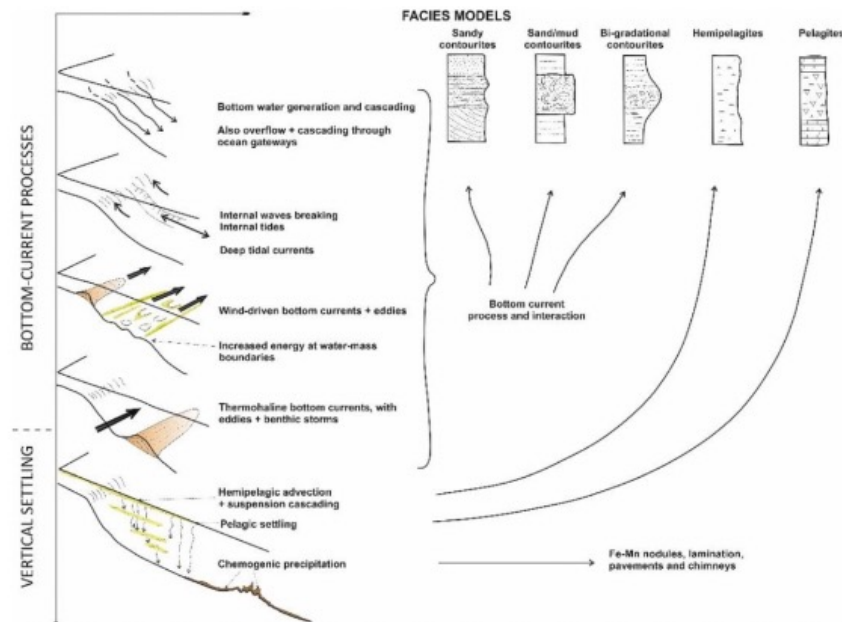 FACIES MODELS
Sandy
contourites
Sand/mud
contourites
Bi-gradational
contourites
Hemipelagites
Pelagites
BOTTOM-CURRENT PROCESSES
Bottom water generation and cascading
Also overflow + cascading through
ocean gateways
Internal waves breaking
Internal tides
Deep tidal currents
Wind-driven bottom currents + eddies
Increased energy at water-mass
boundaries
Thermohaline bottom currents, with
eddies + benthic storms
Bottom current
process and interaction
VERTICAL SETTLING
Hemipelagic advection
+ suspension cascading
Pelagic settling
Chemogenic precipitation
Fe-Mn nodules, lamination,
pavements and chimneys